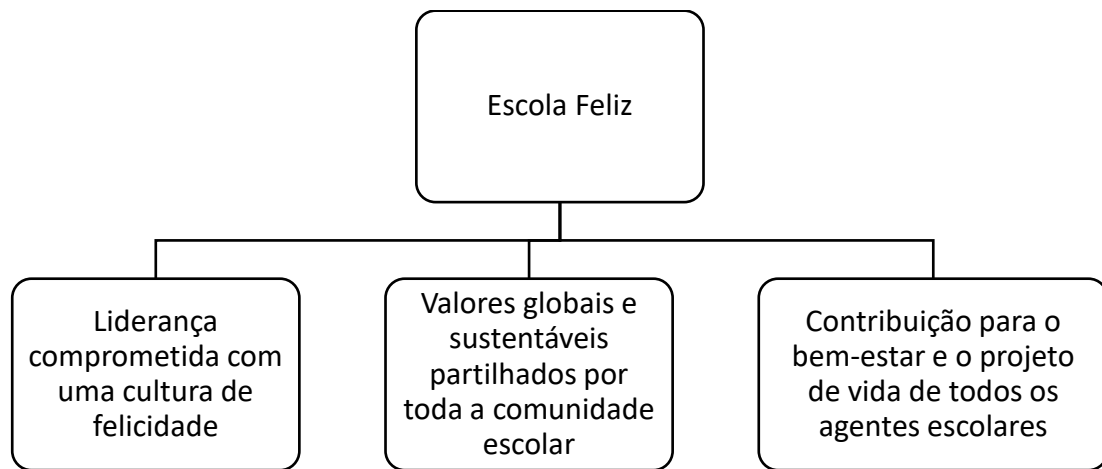 Escola Feliz
Liderança
comprometida com
uma cultura de
felicidade
Valores globais e
sustentáveis
partilhados por
toda a comunidade
escolar
Contribuição para o
bem-estar e o projeto
de vida de todos os
agentes escolares